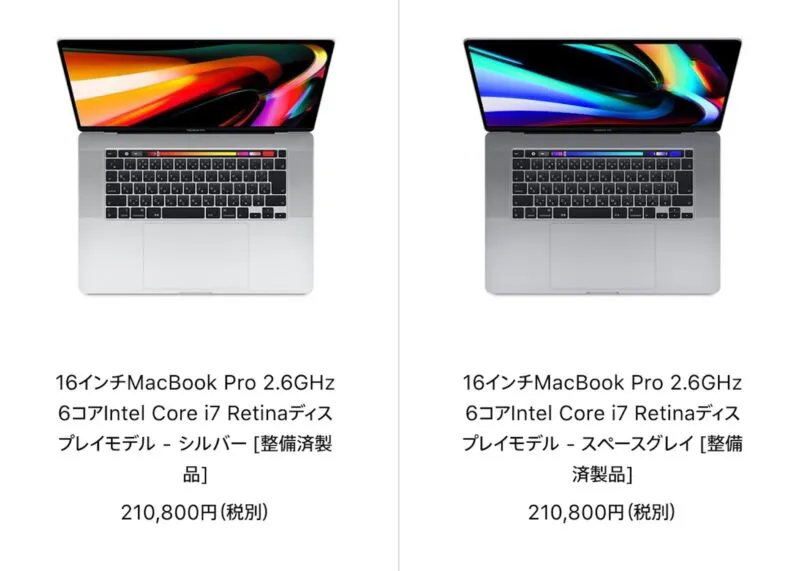 16インチMacBook Pro 2.6GHz
6コアIntel Core i7 Retinaディス
プレイモデル - シルバー [整備済製
品]
210,800円(税別)
16インチMacBook Pro 2.6GHz
6コアIntel Core i7 Retinaディス
プレイモデル - スペースグレイ [整備
済製品]
210,800円(税別)